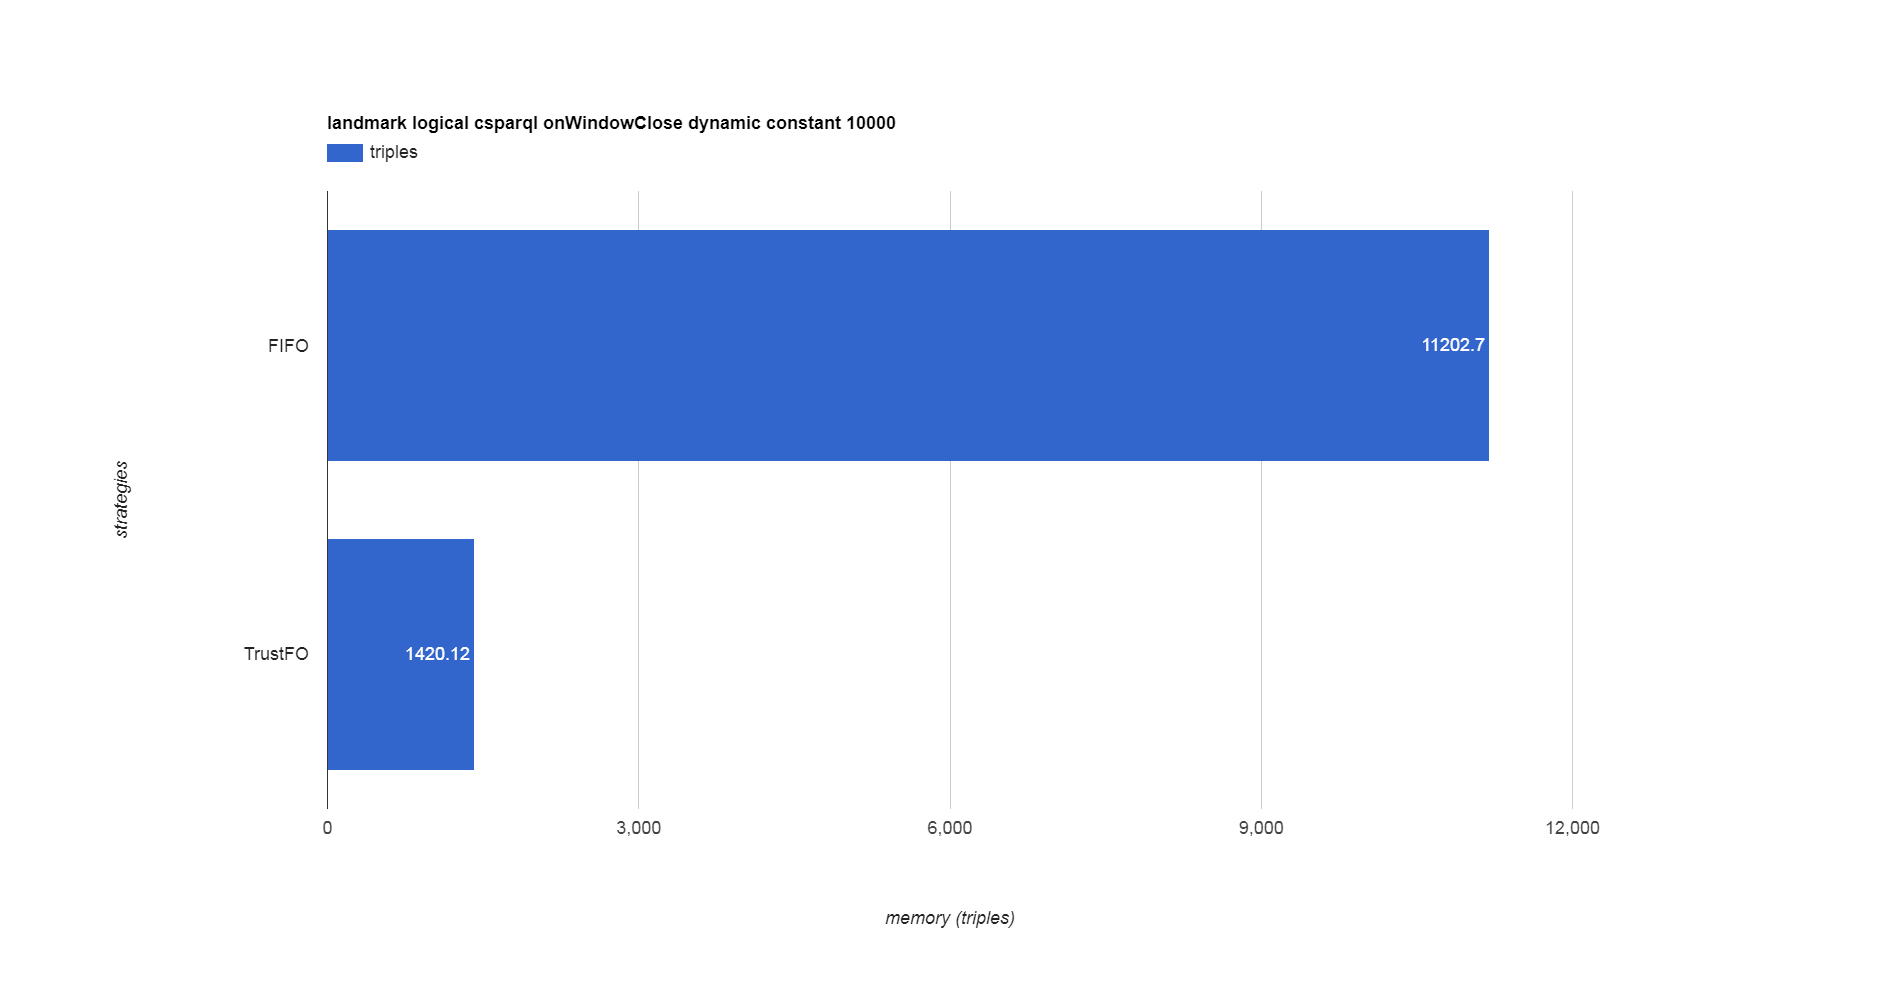 landmark logical csparql onWindowClose dynamic constant 10000
triples
FIFO
11202.7
strategies
TrustFO
1420.12
0
3,000
6,000
9,000
12,000
memory (triples)